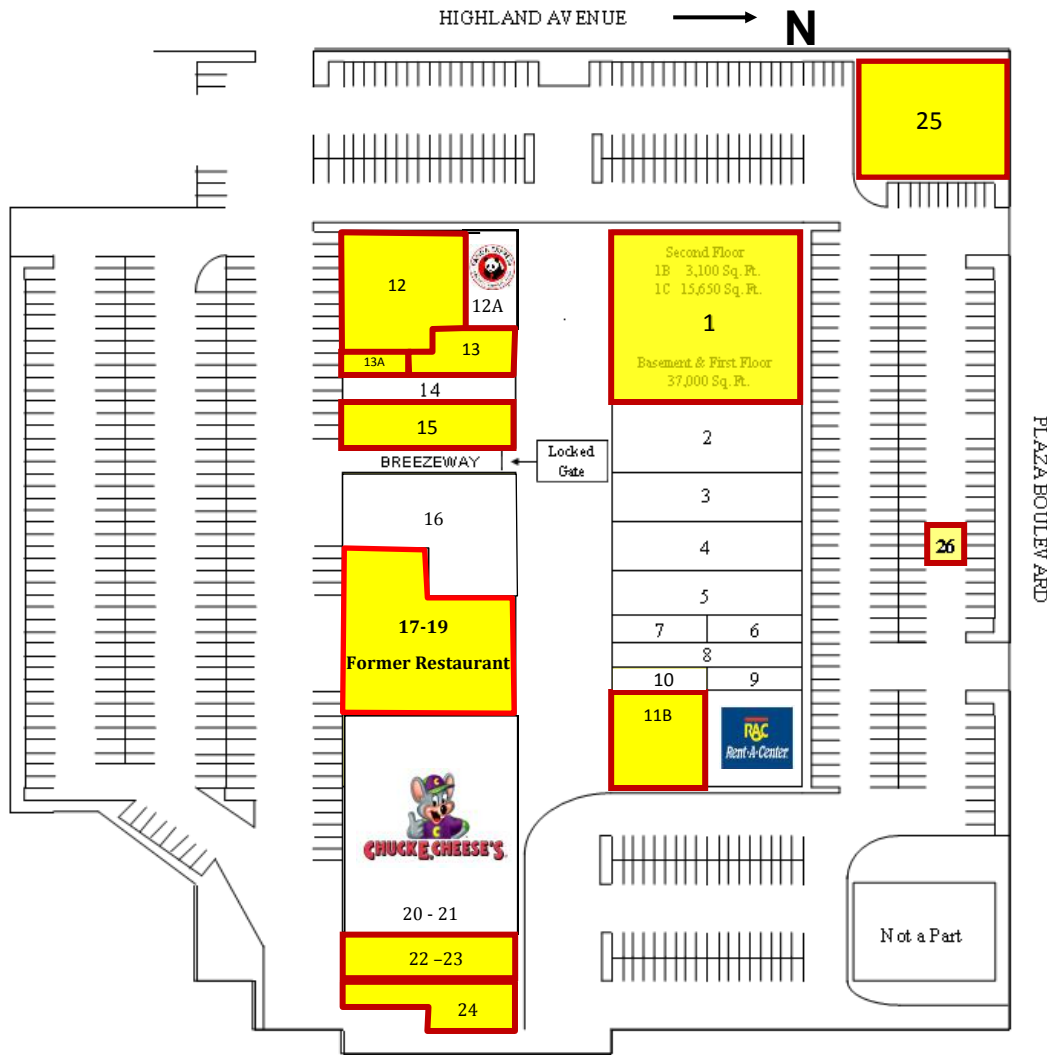 HIGHLAND AVENUE
N
25
Second Floor
1B 3,100 Sq. Ft.
1C 15,650 Sq. Ft.
1
Basement & First Floor
37,000 Sq. Ft.
12
12A
13
13A
14
15
BREEZEWAY
Locked
Gate
2
3
4
5
7
6
8
10
9
11B
RAC
Rent-A-Center
16
17-19
Former Restaurant
26
PLAZA BOULEVARD
CHUCK E. CHEESE'S
20 - 21
22 –23
24
Not a Part